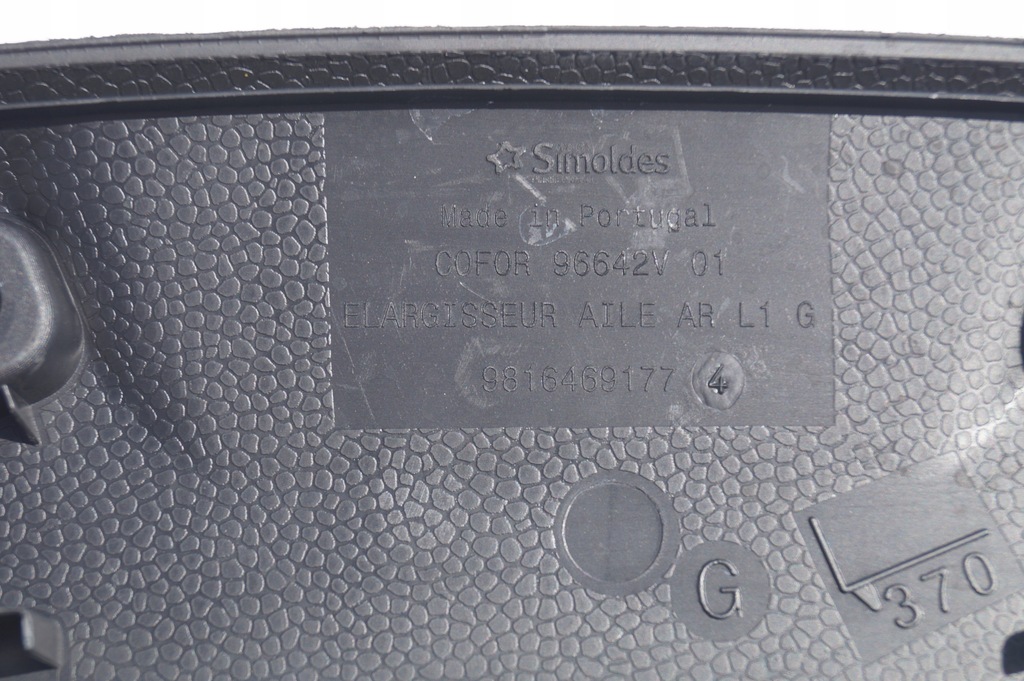 Simoldes
Made in Portugal
COFOR 96642V 01
ELARGISSEUR AILE AR L1 G
9816469177 4
G
370